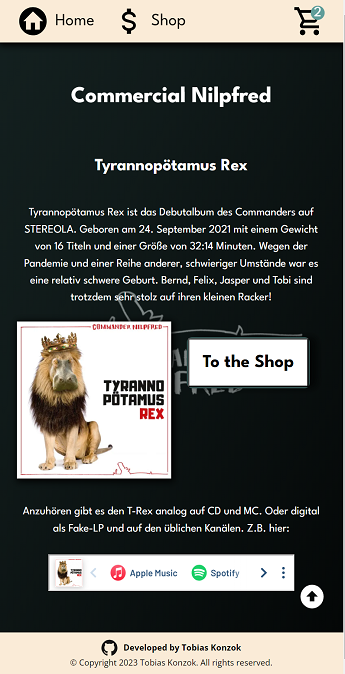 Home
Shop
2
Commercial Nilpfred
Tyrannopötamus Rex
Tyrannopötamus Rex ist das Debutalbum des Commanders auf
STEREOLA. Geboren am 24. September 2021 mit einem Gewicht
von 16 Titeln und einer Größe von 32:14 Minuten. Wegen der
Pandemie und einer Reihe anderer, schwieriger Umstände war es
eine relativ schwere Geburt. Bernd, Felix, Jasper und Tobi sind
trotzdem sehr stolz auf ihren kleinen Racker!
COMMANDER NILPFRED
TYRANNO
PÖTAMUS
REX
To the Shop
Anzuhören gibt es den T-Rex analog auf CD und MC. Oder digital
als Fake-LP und auf den üblichen Kanälen. Z.B. hier:
Apple Music
Spotify
Developed by Tobias Konzok
© Copyright 2023 Tobias Konzok. All rights reserved.